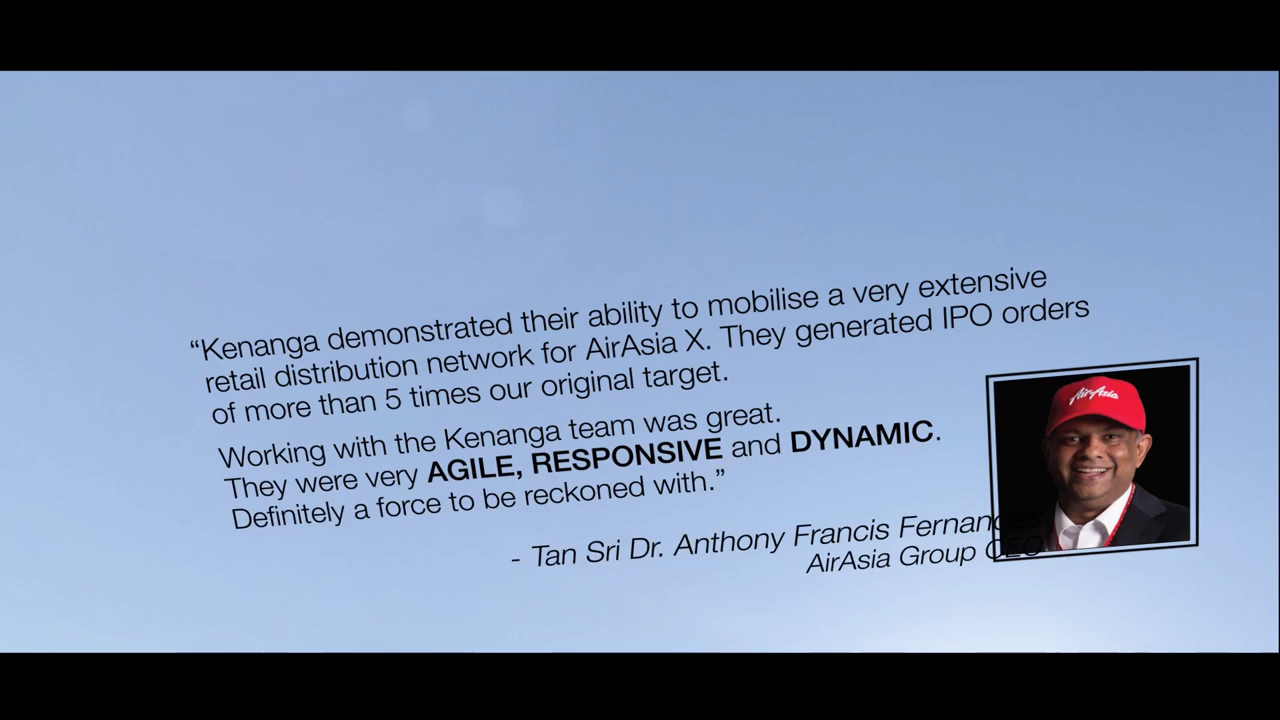 “Kenanga demonstrated their ability to mobilise a very extensive
retail distribution network for AirAsia X. They generated IPO orders
of more than 5 times our original target.
Working with the Kenanga team was great.
They were very AGILE, RESPONSIVE and DYNAMIC.
Definitely a force to be reckoned with.”
- Tan Sri Dr. Anthony Francis Fernandes
AirAsia Group CEO
AirAsia